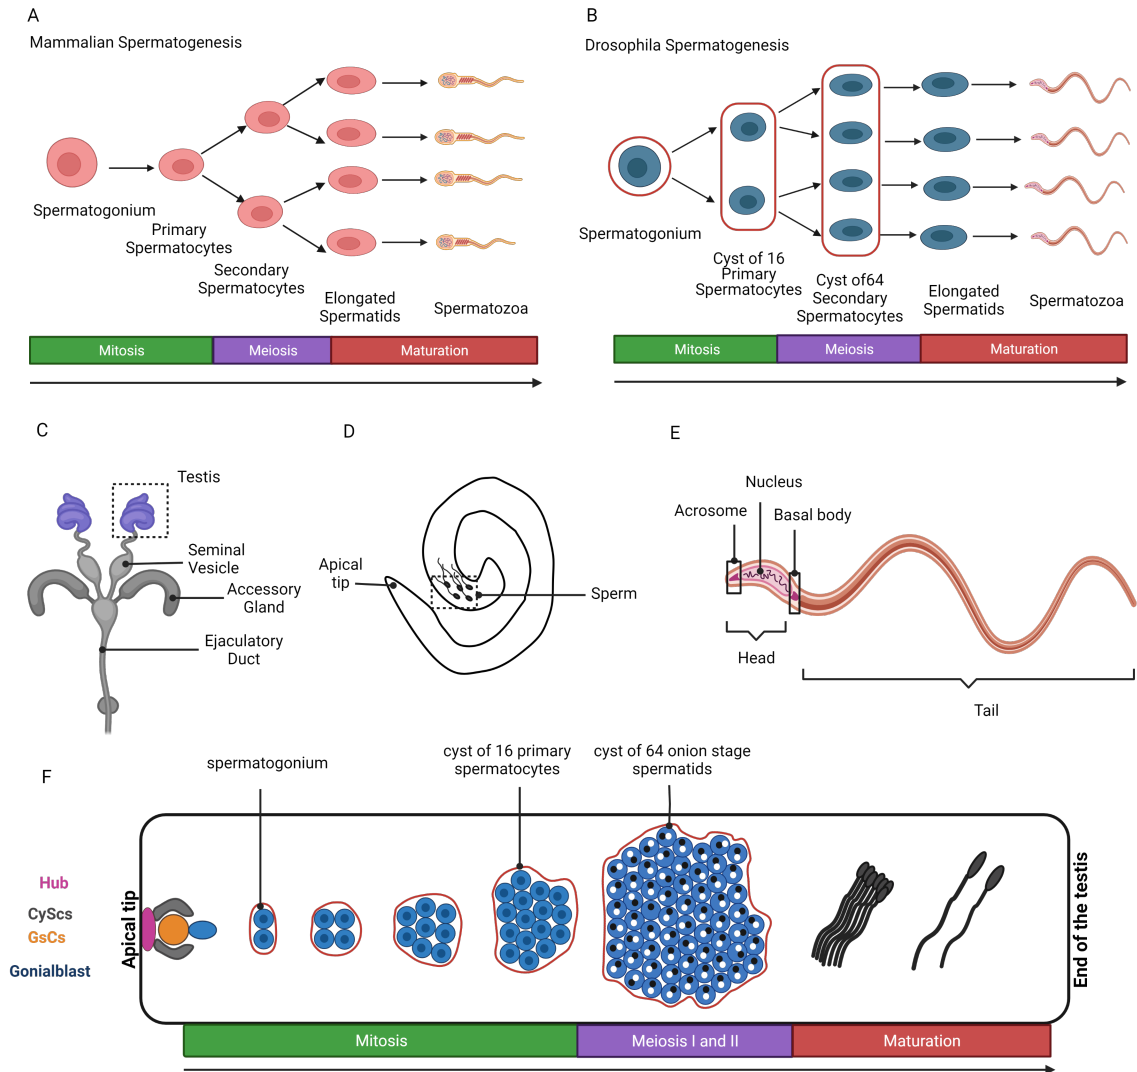 A
Mammalian Spermatogenesis
Spermatogonium
Primary
Spermatocytes
Secondary
Spermatocytes
Elongated
Spermatids
Spermatozoa
Mitosis
Meiosis
Maturation
B
Drosophila Spermatogenesis
Spermatogonium
Cyst of 16
Primary
Spermatocytes
Cyst of64
Secondary
Spermatocytes
Elongated
Spermatids
Spermatozoa
Mitosis
Meiosis
Maturation
C
Testis
Seminal
Vesicle
Accessory
Gland
Ejaculatory
Duct
D
Apical
tip
Sperm
E
Nucleus
Acrosome
Basal body
Head
Tail
F
spermatogonium
cyst of 16 primary
spermatocytes
cyst of 64 onion stage
spermatids
Hub
CyScs
GsCs
Gonialblast
Apical tip
End of the testis
Mitosis
Meiosis I and II
Maturation